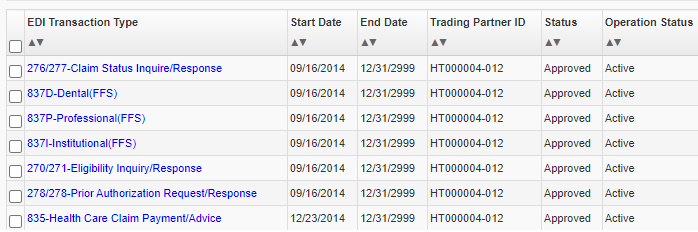 EDI Transaction Type Start Date End Date Trading Partner ID Status Operation Status
276/277-Claim Status Inquire/Response 09/16/2014 12/31/2999 HT000004-012 Approved Active
837D-Dental(FFS) 09/16/2014 12/31/2999 HT000004-012 Approved Active
837P-Professional(FFS) 09/16/2014 12/31/2999 HT000004-012 Approved Active
837I-Institutional(FFS) 09/16/2014 12/31/2999 HT000004-012 Approved Active
270/271-Eligibility Inquiry/Response 09/16/2014 12/31/2999 HT000004-012 Approved Active
278/278-Prior Authorization Request/Response 09/16/2014 12/31/2999 HT000004-012 Approved Active
835-Health Care Claim Payment/Advice 12/23/2014 12/31/2999 HT000004-012 Approved Active